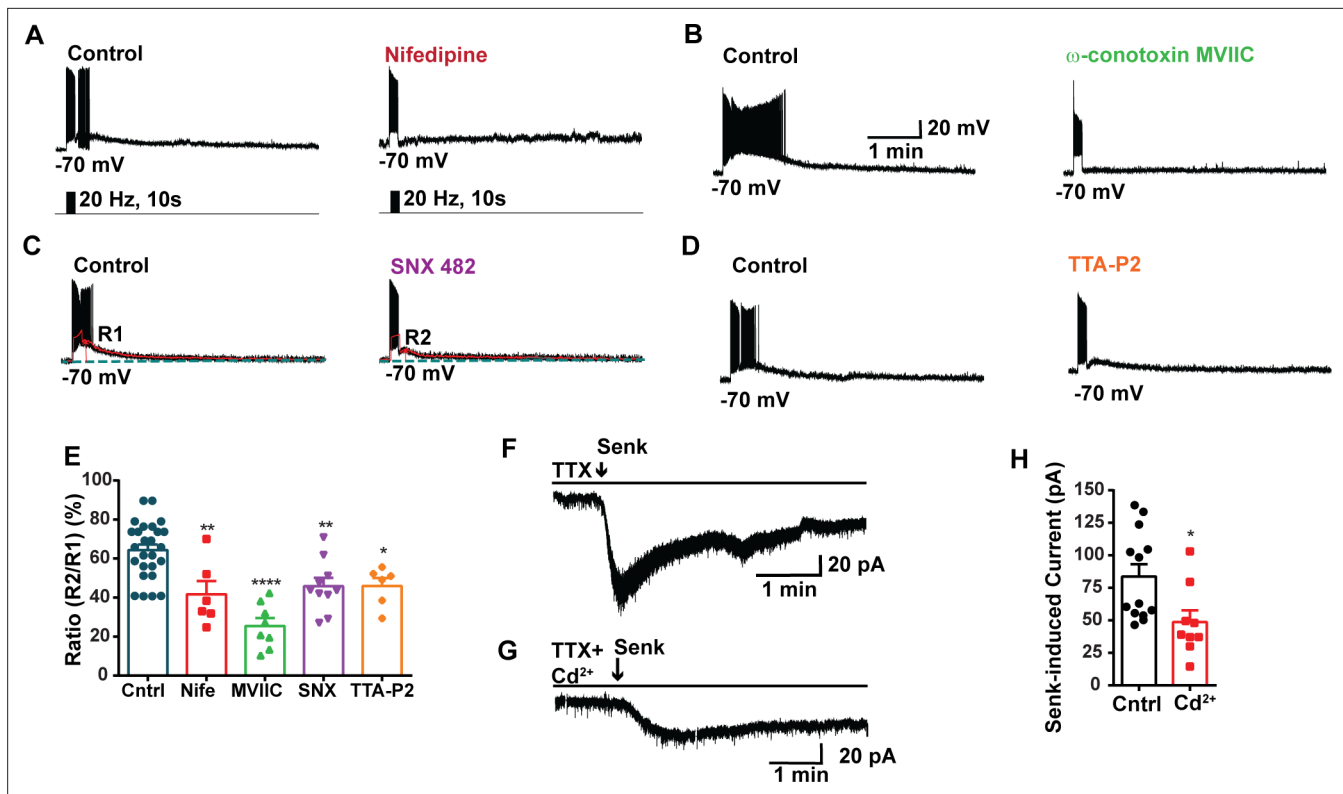 A
Control
Nifedipine
-70 mV
-70 mV
20 Hz, 10s
20 Hz, 10s
B
Control
ω-conotoxin MVIIC
20 mV
1 min
-70 mV
-70 mV
C
Control
SNX 482
R1
R2
-70 mV
-70 mV
D
Control
TTA-P2
-70 mV
-70 mV
E
Ratio (R2/R1) (%)
100
80
60
40
20
0
**
****
**
*
Cntrl
Nife
MVIIC
SNX
TTA-P2
F
Senk
TTX
20 pA
1 min
G
TTX+
Cd²⁺
Senk
20 pA
1 min
H
Senk-induced Current (pA)
150
125
100
75
50
25
0
*
Cntrl
Cd²⁺